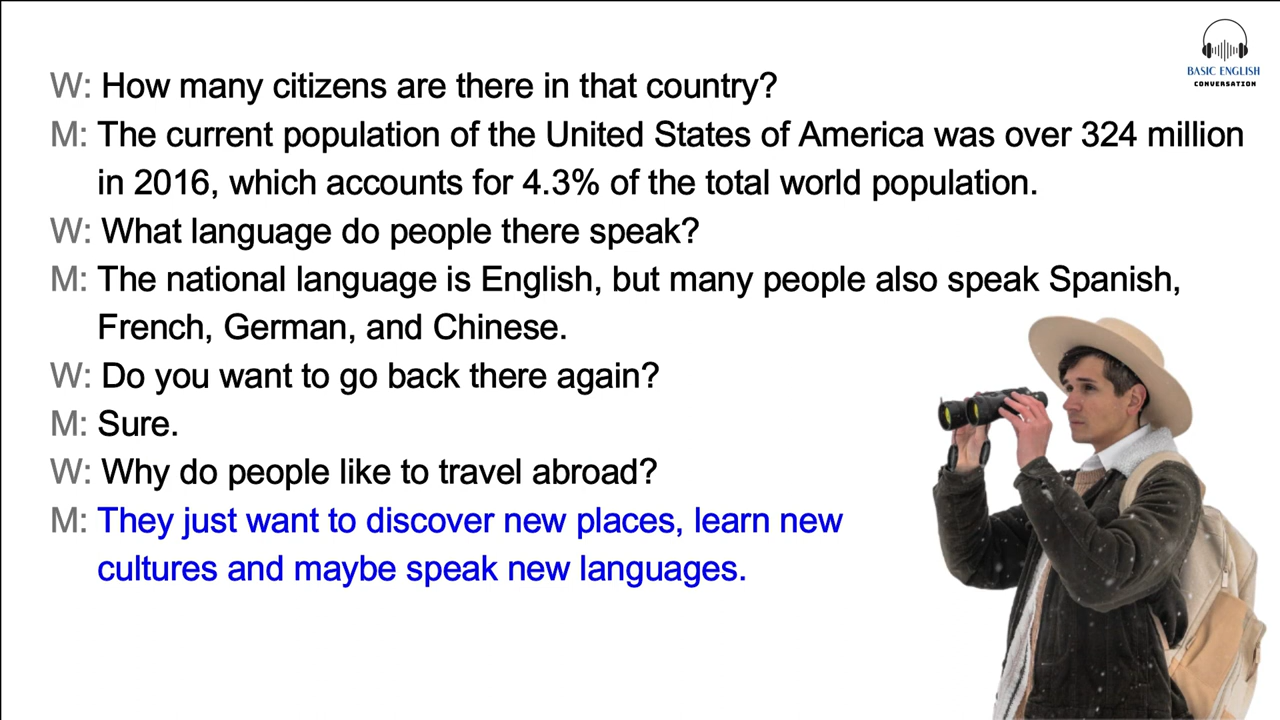 BASIC ENGLISH
CONVERSATION
W: How many citizens are there in that country?
M: The current population of the United States of America was over 324 million
in 2016, which accounts for 4.3% of the total world population.
W: What language do people there speak?
M: The national language is English, but many people also speak Spanish,
French, German, and Chinese.
W: Do you want to go back there again?
M: Sure.
W: Why do people like to travel abroad?
M: They just want to discover new places, learn new
cultures and maybe speak new languages.